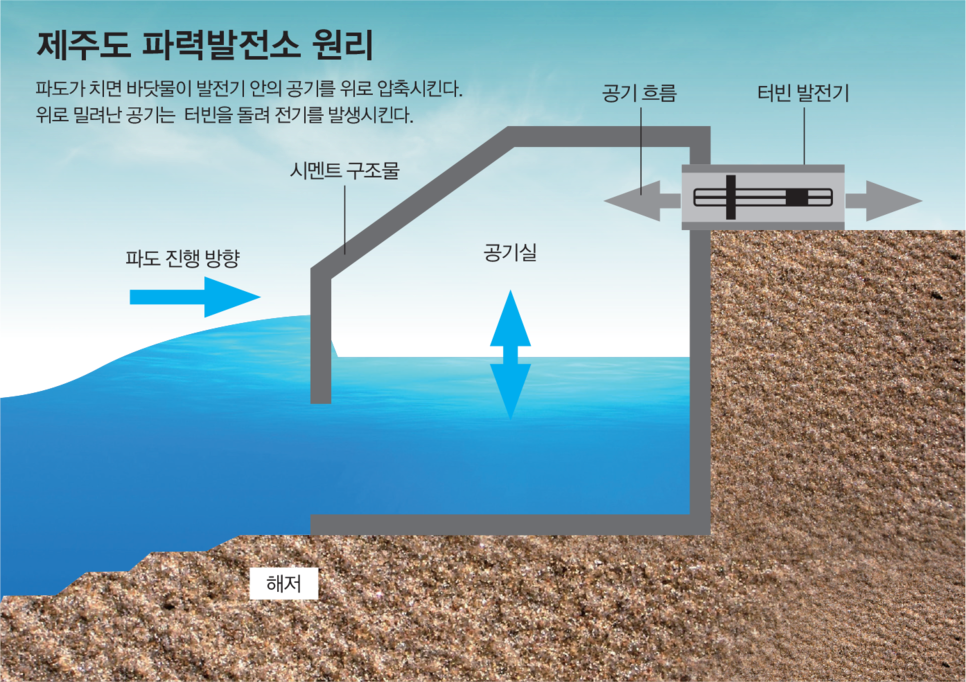 제주도 파력발전소 원리
파도가 치면 바닷물이 발전기 안의 공기를 위로 압축시킨다.
위로 밀려난 공기는 터빈을 돌려 전기를 발생시킨다.
공기 흐름
터빈 발전기
시멘트 구조물
파도 진행 방향
공기실
해저